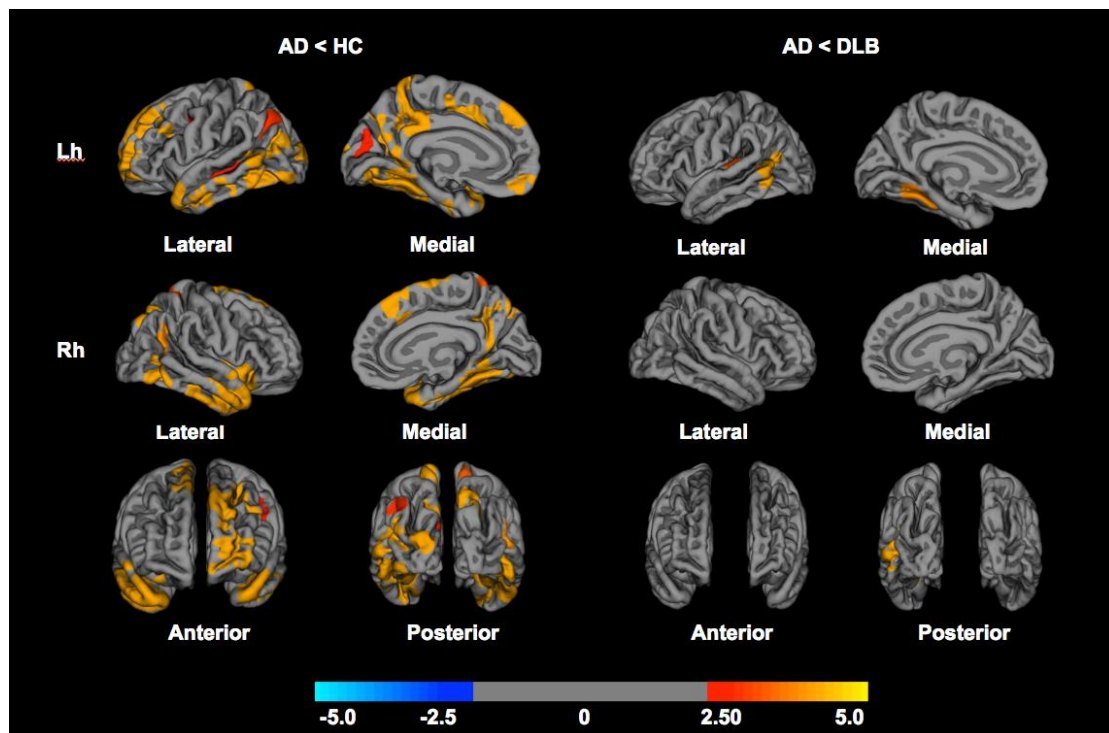 AD < HC AD < DLB
Lh
Lateral Medial Lateral Medial
Rh
Lateral Medial Lateral Medial
Anterior Posterior Anterior Posterior
-5.0 -2.5 0 2.50 5.0